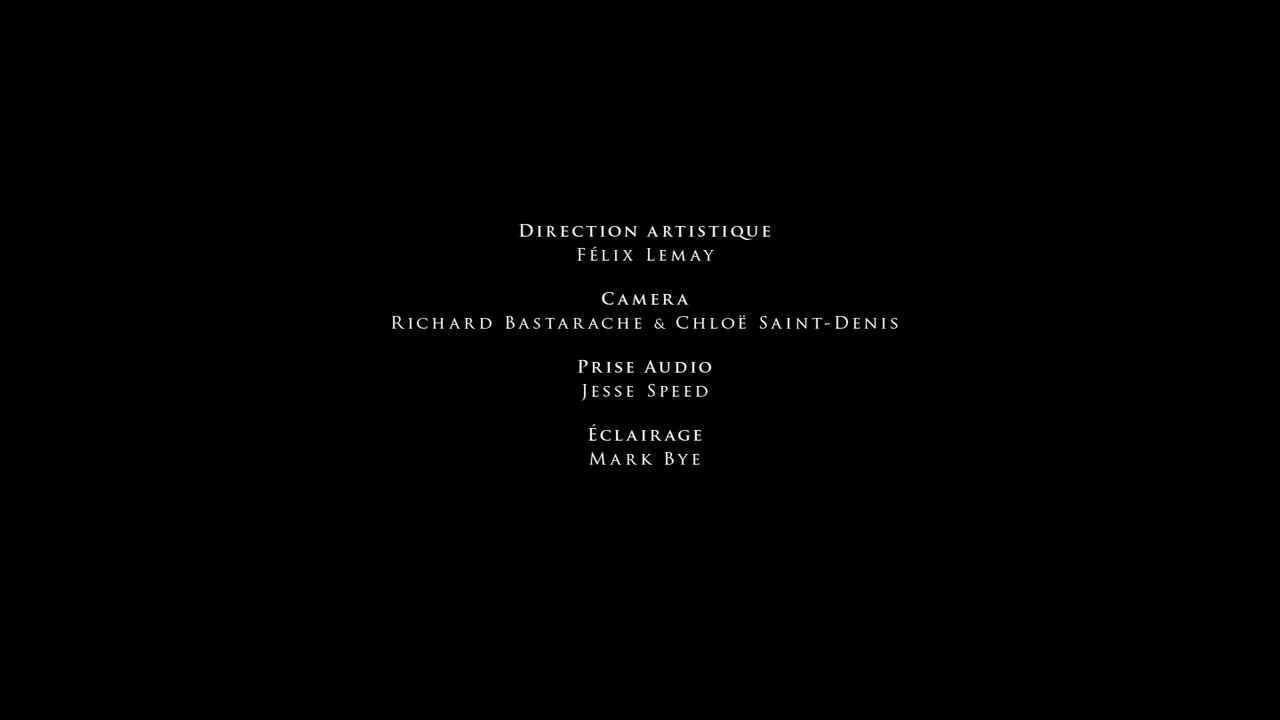 Direction artistique
Félix Lemay
Camera
Richard Bastarache & Chloë Saint-Denis
Prise Audio
Jesse Speed
Éclairage
Mark Bye